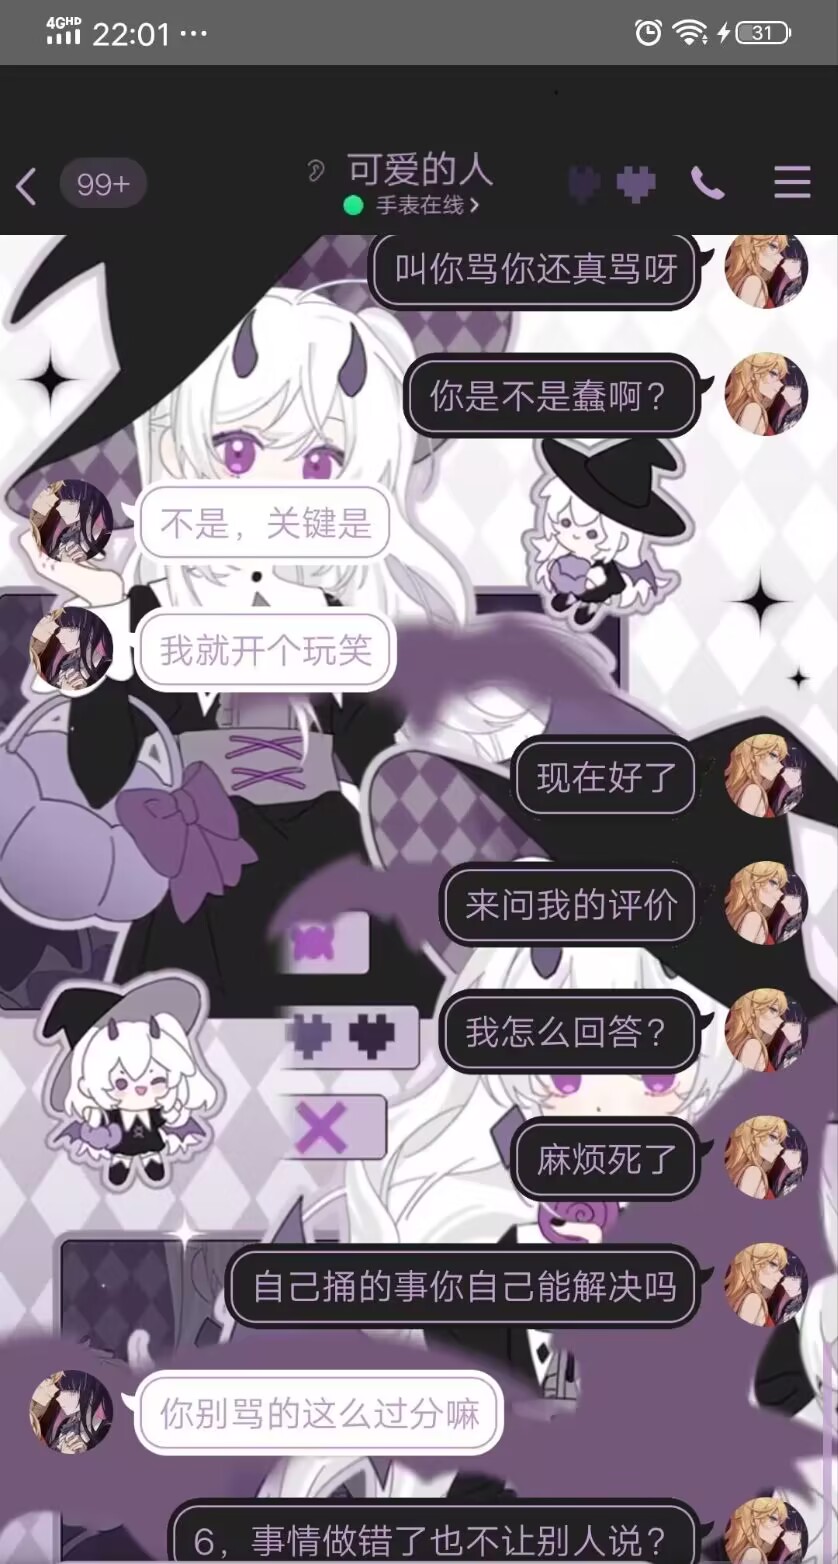 4GHD 22:01 ··· 31
99+ 可爱的人
手表在线
叫你骂你还真骂呀
你是不是蠢啊？
不是，关键是
我就开个玩笑
现在好了
来问我的评价
我怎么回答？
麻烦死了
自己捅的事你自己能解决吗
你别骂的这么过分嘛
6，事情做错了也不让别人说？